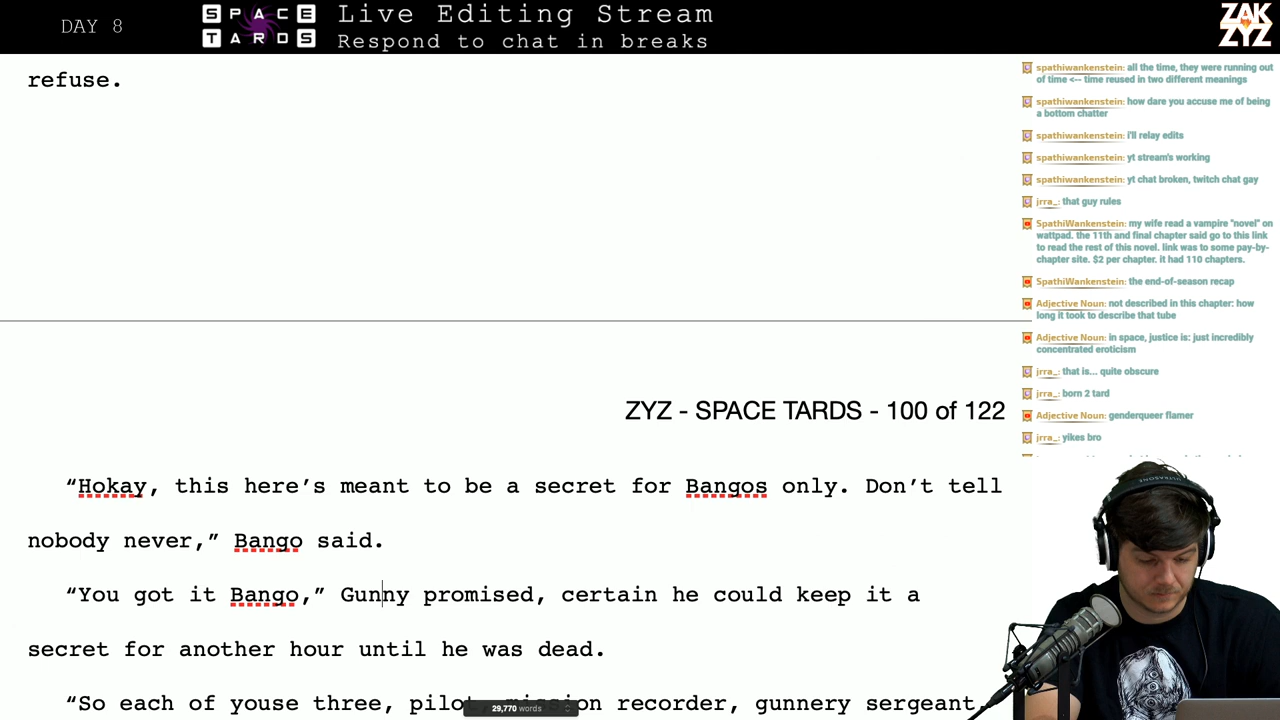 DAY 8
SPACE
TARDS
Live Editing Stream
Respond to chat in breaks
ZAK
ZYZ
refuse.
ZYZ - SPACE TARDS - 100 of 122
“Hokay, this here’s meant to be a secret for Bangos only. Don’t tell
nobody never,” Bango said.
“You got it Bango,” Gunny promised, certain he could keep it a
secret for another hour until he was dead.
“So each of youse three, pilot, mission recorder, gunnery sergeant,
29,770 words
spathiwankenstein: all the time, they were running out
of time <-- time reused in two different meanings
spathiwankenstein: how dare you accuse me of being
a bottom chatter
spathiwankenstein: i'll relay edits
spathiwankenstein: yt stream's working
spathiwankenstein: yt chat broken, twitch chat gay
jrra_: that guy rules
SpathiWankenstein: my wife read a vampire "novel" on
wattpad. the 11th and final chapter said go to this link
to read the rest of this novel. link was to some pay-by-
chapter site. $2 per chapter. it had 110 chapters.
SpathiWankenstein: the end-of-season recap
Adjective Noun: not described in this chapter: how
long it took to describe that tube
Adjective Noun: in space, justice is: just incredibly
concentrated eroticism
jrra_: that is... quite obscure
jrra_: born 2 tard
Adjective Noun: genderqueer flamer
jrra_: yikes bro
ULTRASONE